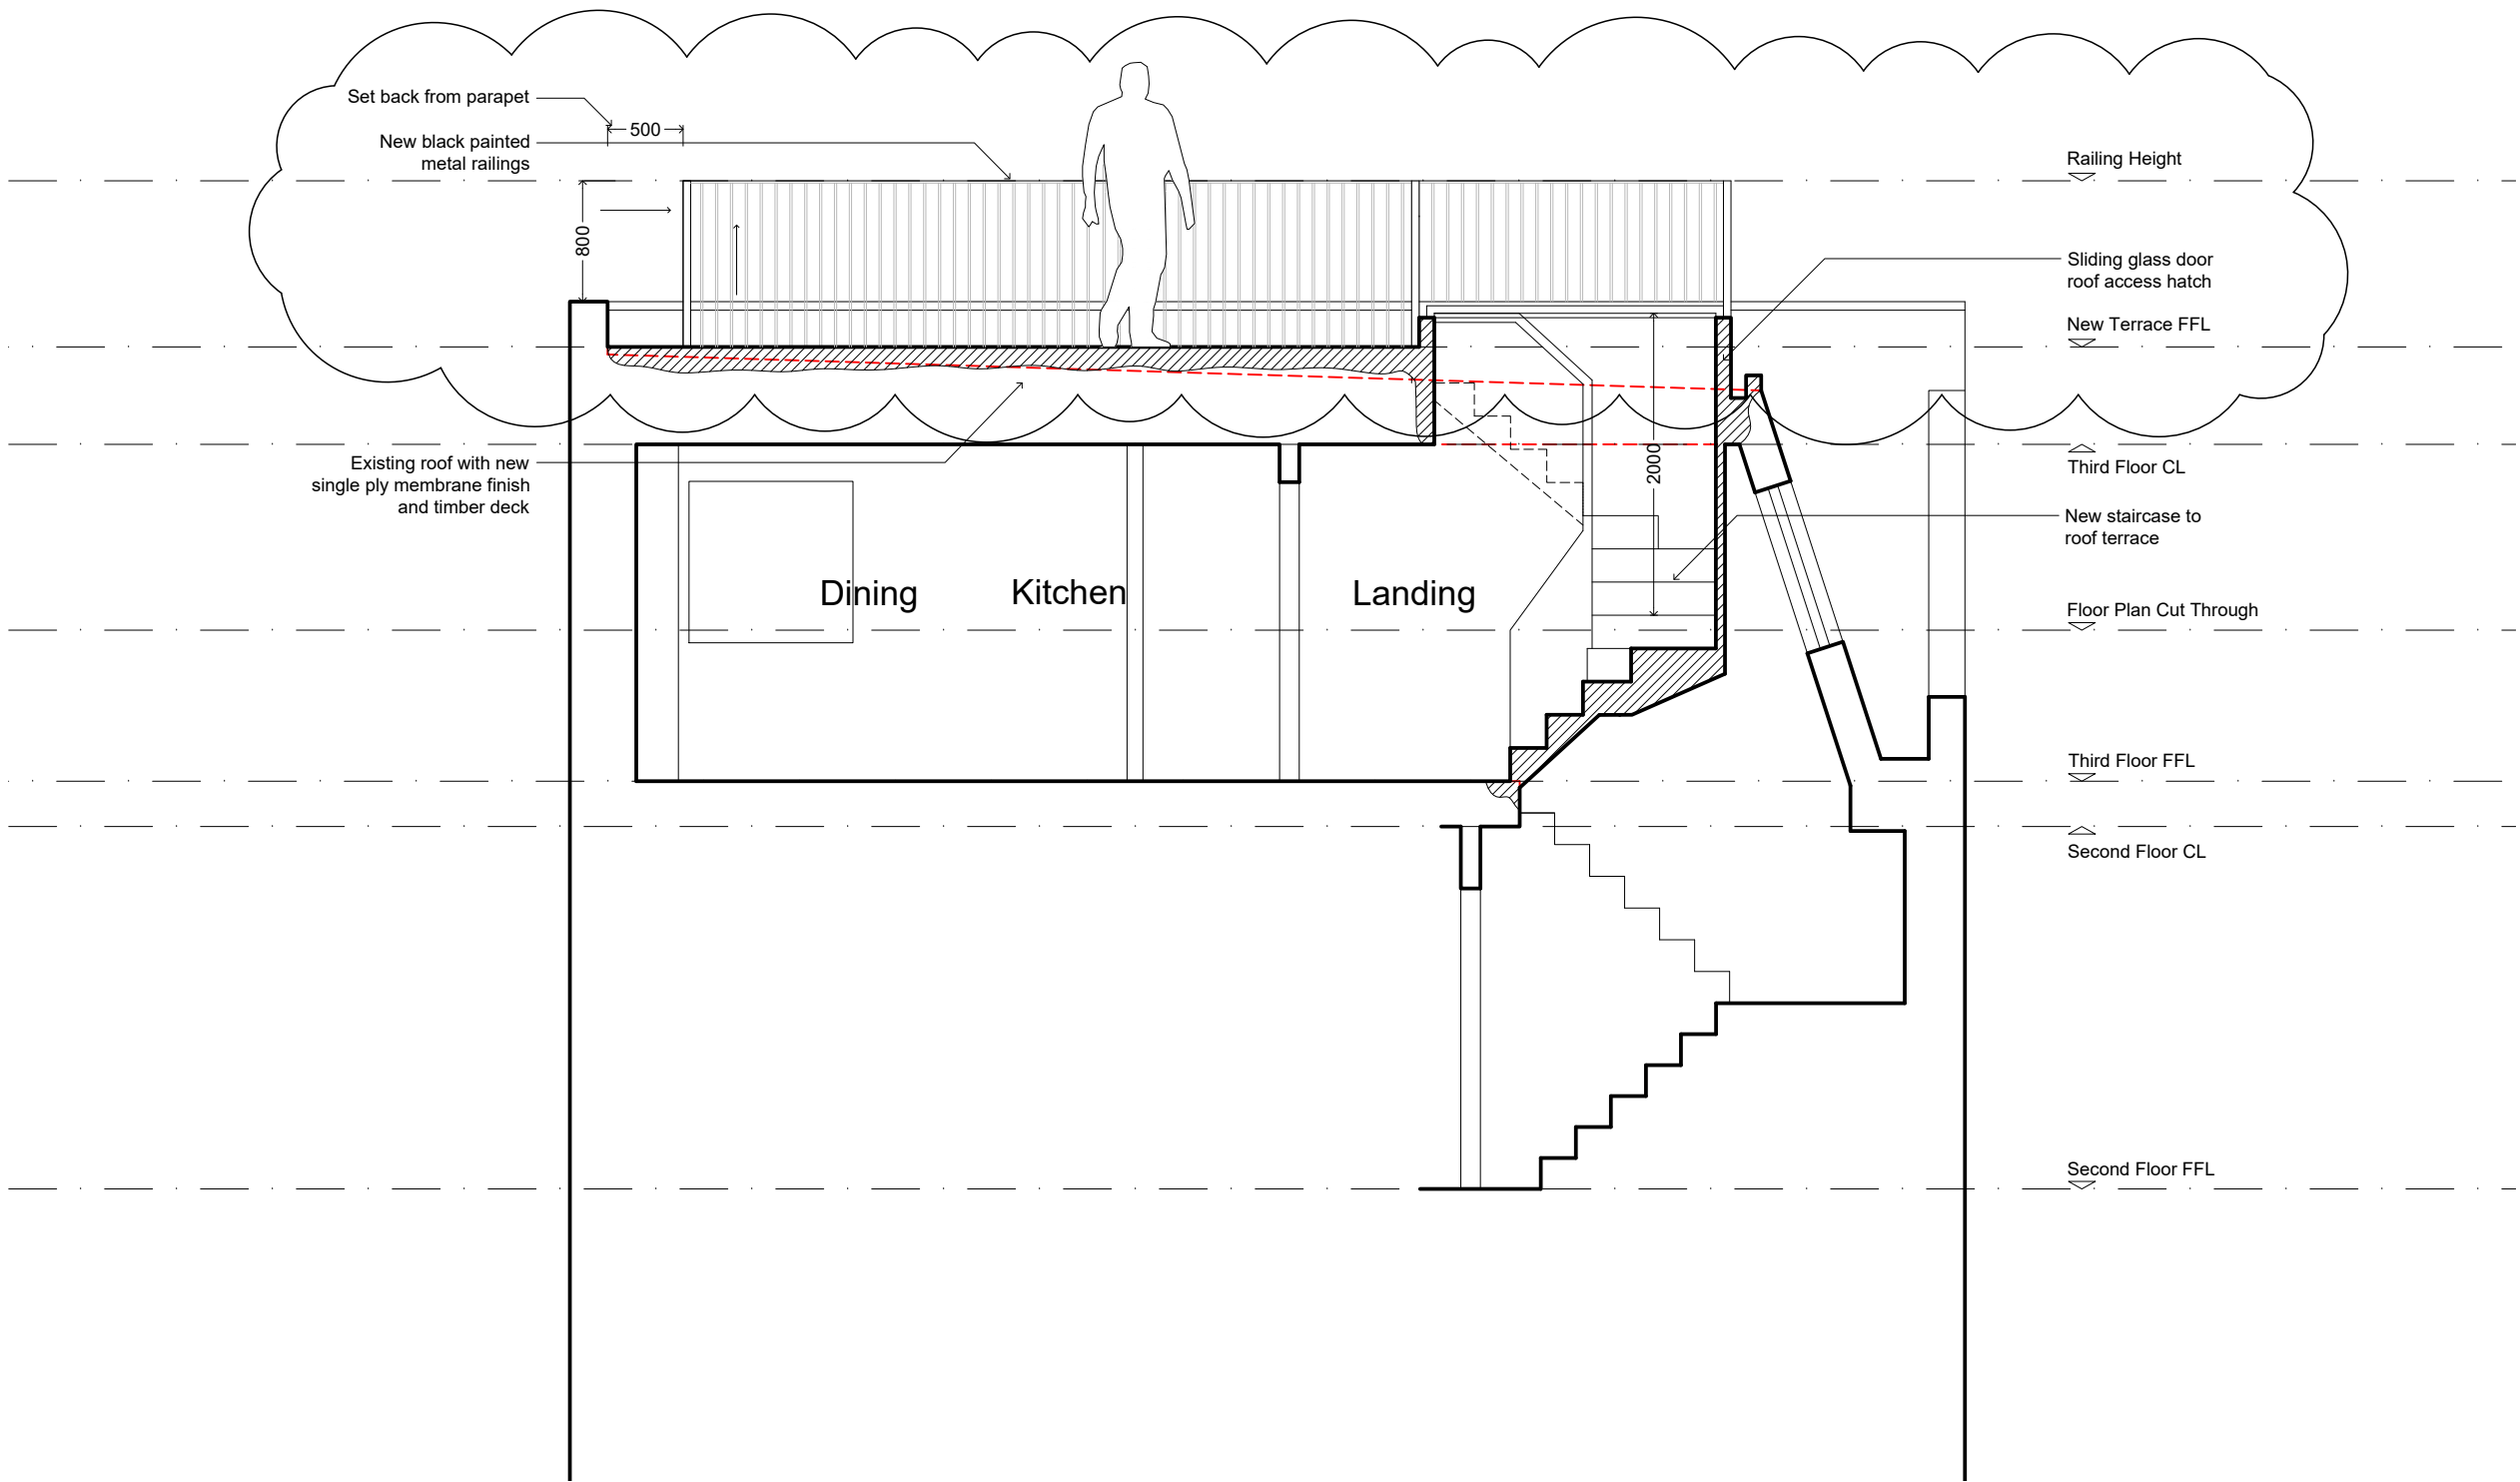 Set back from parapet
500
New black painted
metal railings
Railing Height
800
Sliding glass door
roof access hatch
New Terrace FFL
Existing roof with new
single ply membrane finish
and timber deck
2000
Third Floor CL
New staircase to
roof terrace
Dining
Kitchen
Landing
Floor Plan Cut Through
Third Floor FFL
Second Floor CL
Second Floor FFL